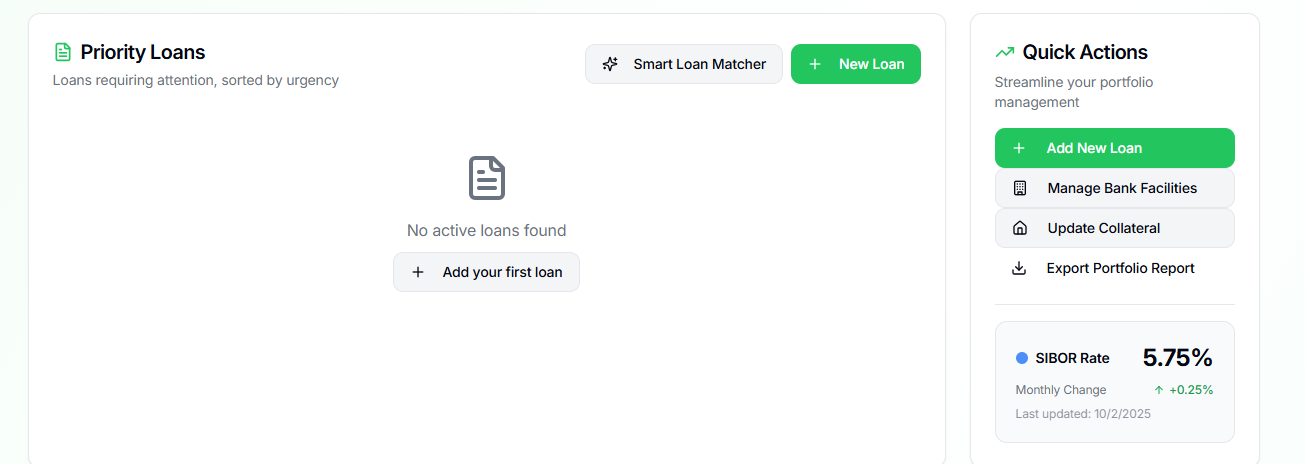 Priority Loans
Loans requiring attention, sorted by urgency
Smart Loan Matcher
New Loan
No active loans found
Add your first loan
Quick Actions
Streamline your portfolio
management
Add New Loan
Manage Bank Facilities
Update Collateral
Export Portfolio Report
SIBOR Rate 5.75%
Monthly Change ↑ +0.25%
Last updated: 10/2/2025